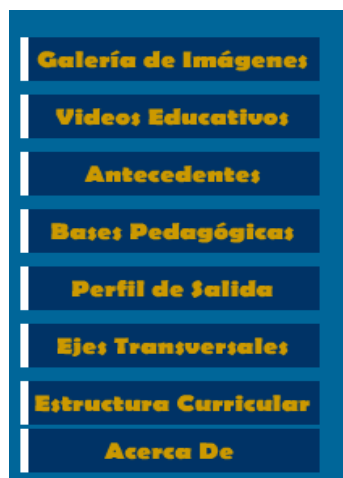 Galería de Imágenes
Videos Educativos
Antecedentes
Bases Pedagógicas
Perfil de Salida
Ejes Transversales
Estructura Curricular
Acerca De